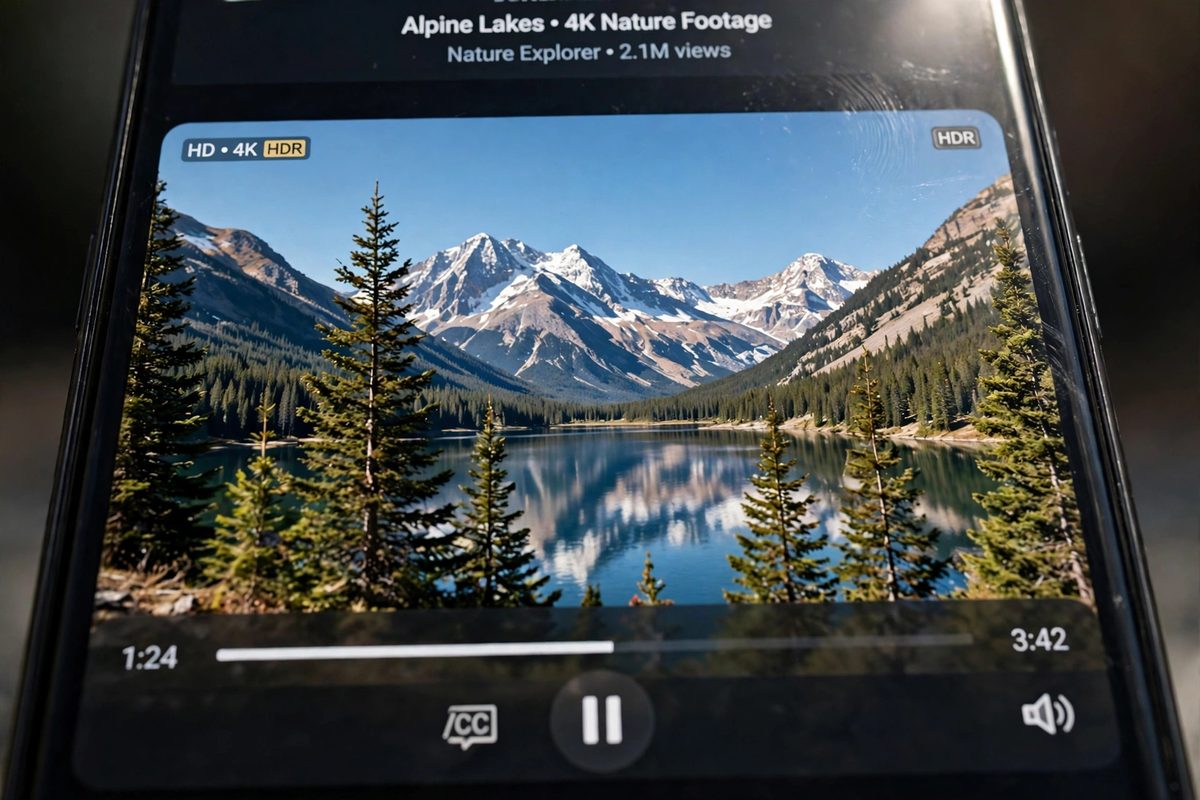 Alpine Lakes • 4K Nature Footage
Nature Explorer • 2.1M views
HD • 4K HDR
HDR
1:24
3:42
CC